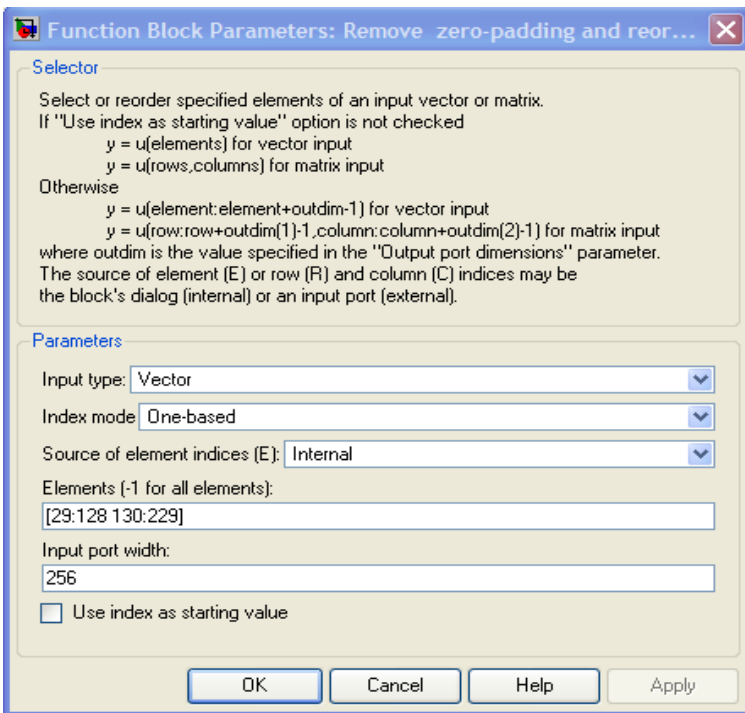 Function Block Parameters: Remove zero-padding and reor...
Selector
Select or reorder specified elements of an input vector or matrix.
If "Use index as starting value" option is not checked
y = u(elements) for vector input
y = u(rows,columns) for matrix input
Otherwise
y = u(element:element+outdim-1) for vector input
y = u(row:row+outdim(1)-1,column:column+outdim(2)-1) for matrix input
where outdim is the value specified in the "Output port dimensions" parameter.
The source of element (E) or row (R) and column (C) indices may be
the block's dialog (internal) or an input port (external).
Parameters
Input type: Vector
Index mode One-based
Source of element indices (E): Internal
Elements (-1 for all elements):
[29:128 130:229]
Input port width:
256
Use index as starting value
OK Cancel Help Apply